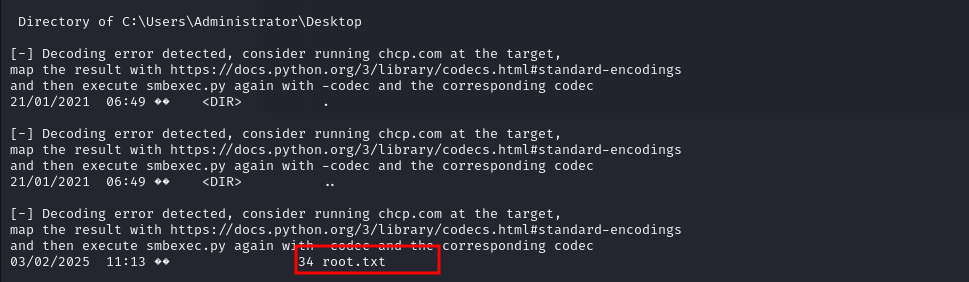 Directory of C:\Users\Administrator\Desktop
[-] Decoding error detected, consider running chcp.com at the target,
map the result with https://docs.python.org/3/library/codecs.html#standard-encodings
and then execute smbexec.py again with -codec and the corresponding codec
21/01/2021  06:49 ��    <DIR>          .
[-] Decoding error detected, consider running chcp.com at the target,
map the result with https://docs.python.org/3/library/codecs.html#standard-encodings
and then execute smbexec.py again with -codec and the corresponding codec
21/01/2021  06:49 ��    <DIR>          ..
[-] Decoding error detected, consider running chcp.com at the target,
map the result with https://docs.python.org/3/library/codecs.html#standard-encodings
and then execute smbexec.py again with -codec and the corresponding codec
03/02/2025  11:13 ��                34 root.txt